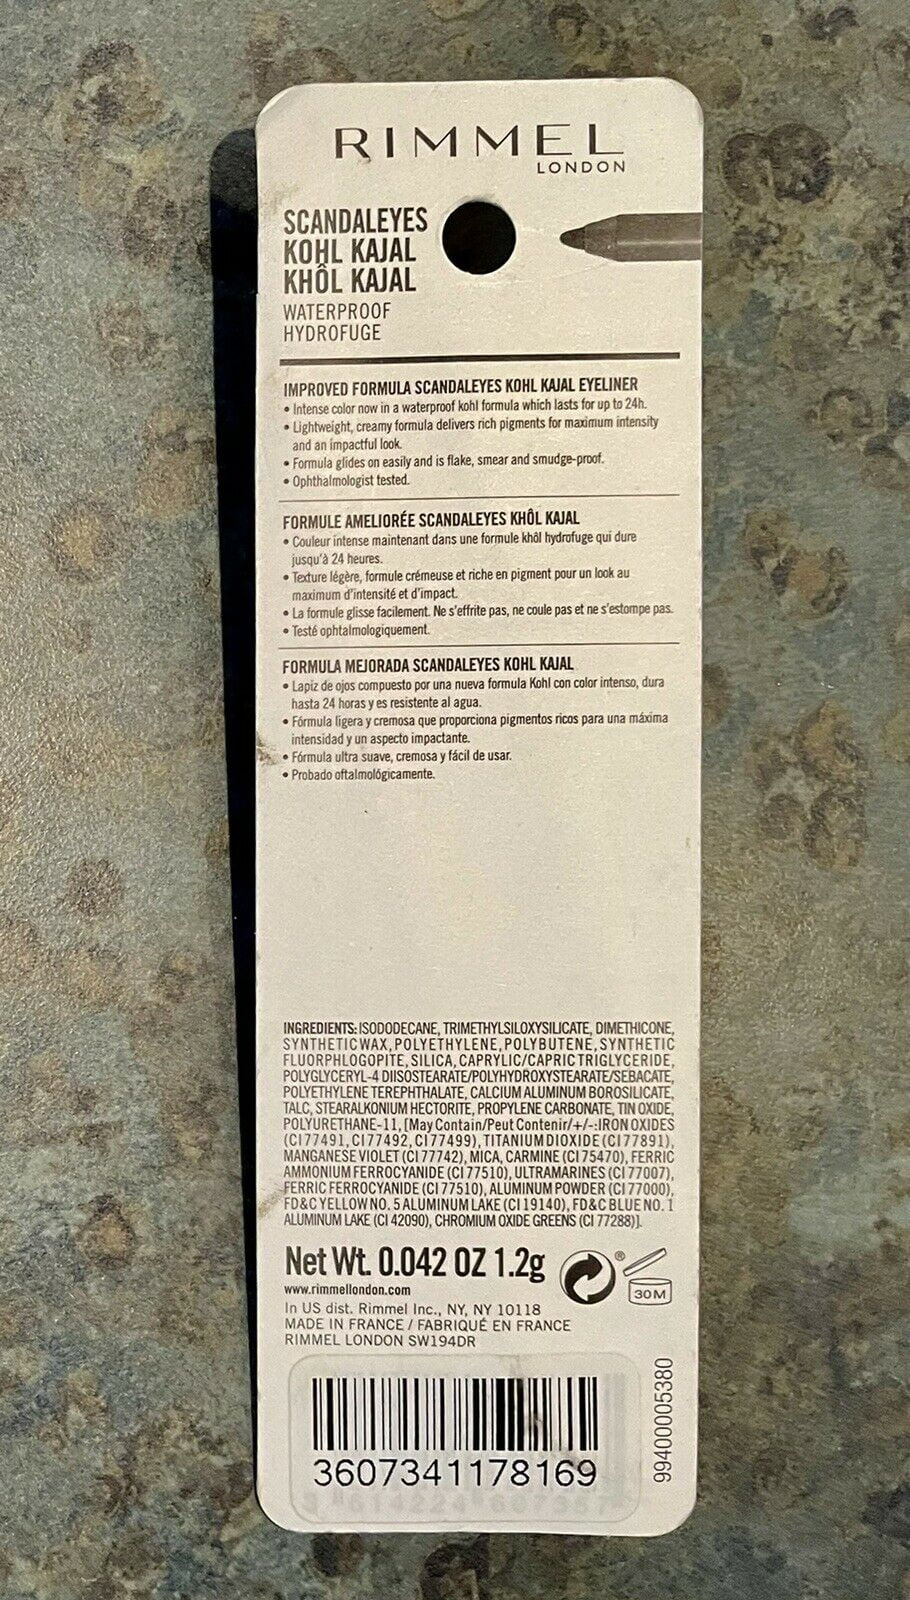 RIMMEL
LONDON
SCANDALEYES
KOHL KAJAL
KHÔL KAJAL
WATERPROOF
HYDROFUGE
IMPROVED FORMULA SCANDALEYES KOHL KAJAL EYELINER
• Intense color now in a waterproof kohl formula which lasts for up to 24h.
• Lightweight, creamy formula delivers rich pigments for maximum intensity
and an impactful look.
• Formula glides on easily and is flake, smear and smudge-proof.
• Ophthalmologist tested.
FORMULE AMELIORÉE SCANDALEYES KHÔL KAJAL
• Couleur intense maintenant dans une formule khôl hydrofuge qui dure
jusqu'à 24 heures.
• Texture légère, formule crémeuse et riche en pigment pour un look au
maximum d'intensité et d'impact.
• La formule glisse facilement. Ne s'effrite pas, ne coule pas et ne s'estompe pas.
• Testé ophtalmologiquement.
FORMULA MEJORADA SCANDALEYES KOHL KAJAL
• Lapiz de ojos compuesto por una nueva formula Kohl con color intenso, dura
hasta 24 horas y es resistente al agua.
• Fórmula ligera y cremosa que proporciona pigmentos ricos para una máxima
intensidad y un aspecto impactante.
• Fórmula ultra suave, cremosa y fácil de usar.
• Probado oftalmológicamente.
INGREDIENTS: ISODODECANE, TRIMETHYLSILOXYSILICATE, DIMETHICONE,
SYNTHETIC WAX, POLYETHYLENE, POLYBUTENE, SYNTHETIC
FLUORPHLOGOPITE, SILICA, CAPRYLIC/CAPRIC TRIGLYCERIDE,
POLYGLYCERYL-4 DIISOSTEARATE/POLYHYDROXYSTEARATE/SEBACATE,
POLYETHYLENE TEREPHTHALATE, CALCIUM ALUMINUM BOROSILICATE,
TALC, STEARALKONIUM HECTORITE, PROPYLENE CARBONATE, TIN OXIDE,
POLYURETHANE-11, [May Contain/Peut Contenir/+/-:IRON OXIDES
(CI 77491, CI 77492, CI 77499), TITANIUM DIOXIDE (CI 77891),
MANGANESE VIOLET (CI 77742), MICA, CARMINE (CI 75470), FERRIC
AMMONIUM FERROCYANIDE (CI 77510), ULTRAMARINES (CI 77007),
FERRIC FERROCYANIDE (CI 77510), ALUMINUM POWDER (CI 77000),
FD&C YELLOW NO. 5 ALUMINUM LAKE (CI 19140), FD&C BLUE NO. 1
ALUMINUM LAKE (CI 42090), CHROMIUM OXIDE GREENS (CI 77288)].
Net Wt. 0.042 OZ 1.2g
®
30M
www.rimmellondon.com
In US dist. Rimmel Inc., NY, NY 10118
MADE IN FRANCE / FABRIQUÉ EN FRANCE
RIMMEL LONDON SW194DR
99400005380
3607341178169